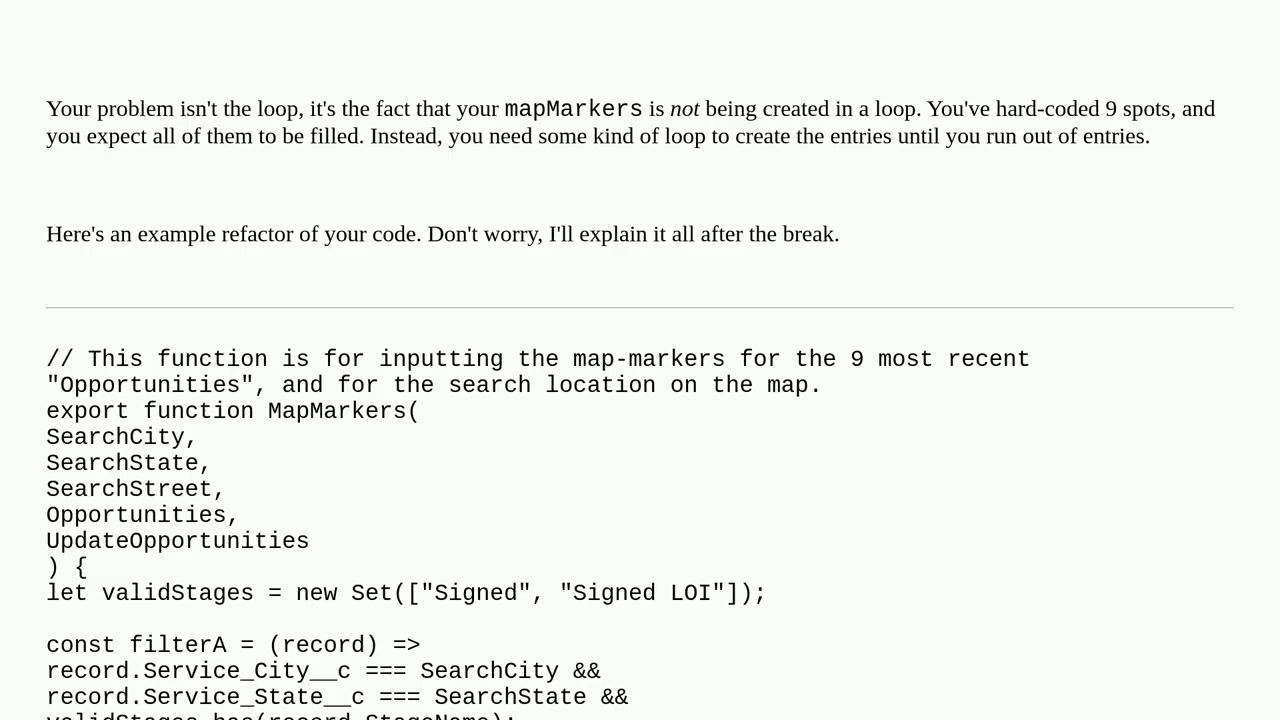 Your problem isn't the loop, it's the fact that your mapMarkers is not being created in a loop. You've hard-coded 9 spots, and
you expect all of them to be filled. Instead, you need some kind of loop to create the entries until you run out of entries.
Here's an example refactor of your code. Don't worry, I'll explain it all after the break.
// This function is for inputting the map-markers for the 9 most recent
"Opportunities", and for the search location on the map.
export function MapMarkers(
SearchCity,
SearchState,
SearchStreet,
Opportunities,
UpdateOpportunities
) {
let validStages = new Set(["Signed", "Signed LOI"]);
const filterA = (record) =>
record.Service_City__c === SearchCity &&
record.Service_State__c === SearchState &&
validStages.has(record.StageName);